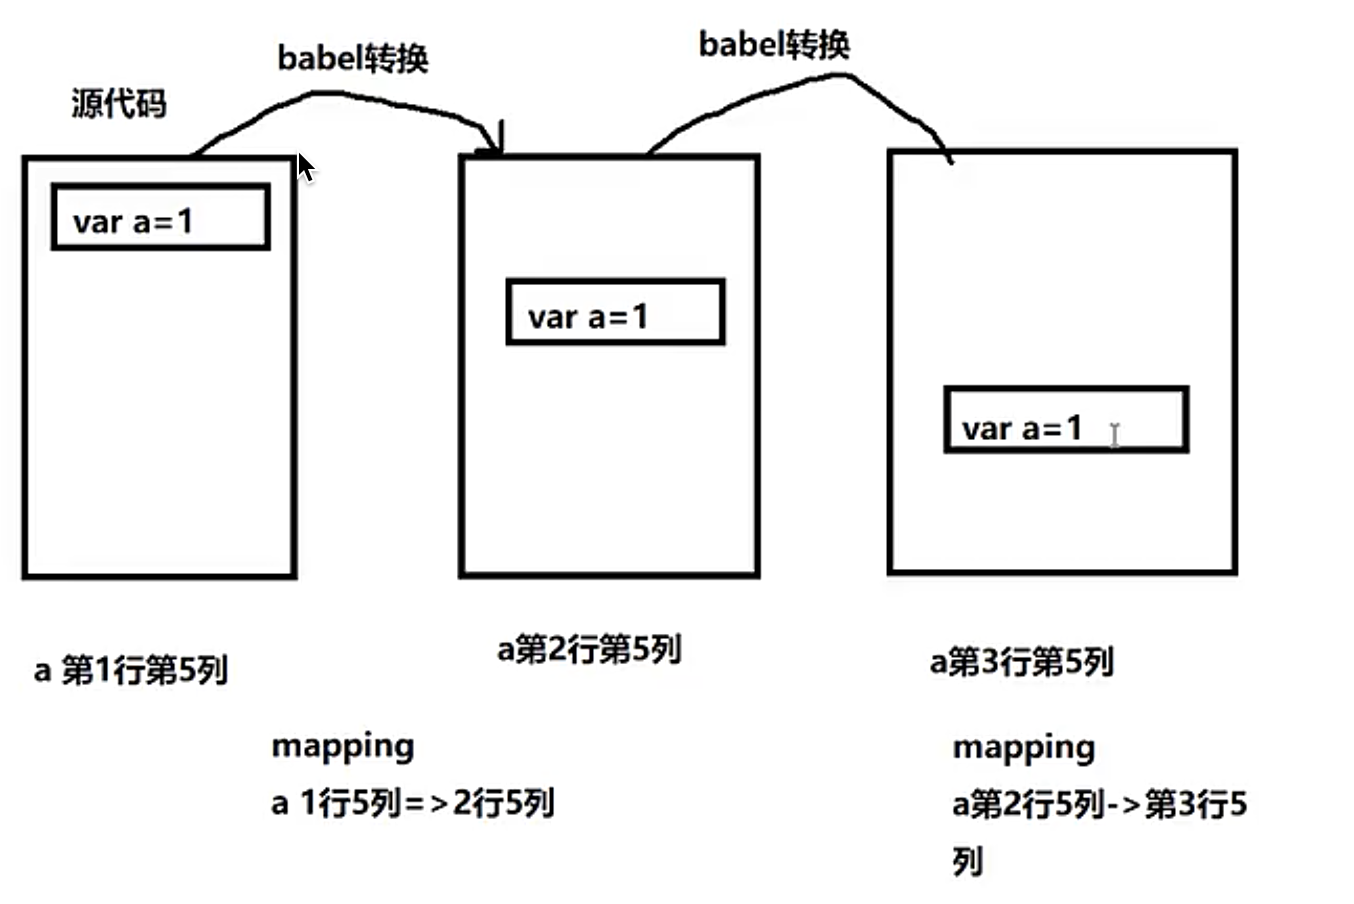 babel转换
babel转换
源代码
var a=1
var a=1
var a=1
a 第1行第5列
a第2行第5列
a第3行第5列
mapping
a 1行5列=>2行5列
mapping
a第2行5列->第3行5
列